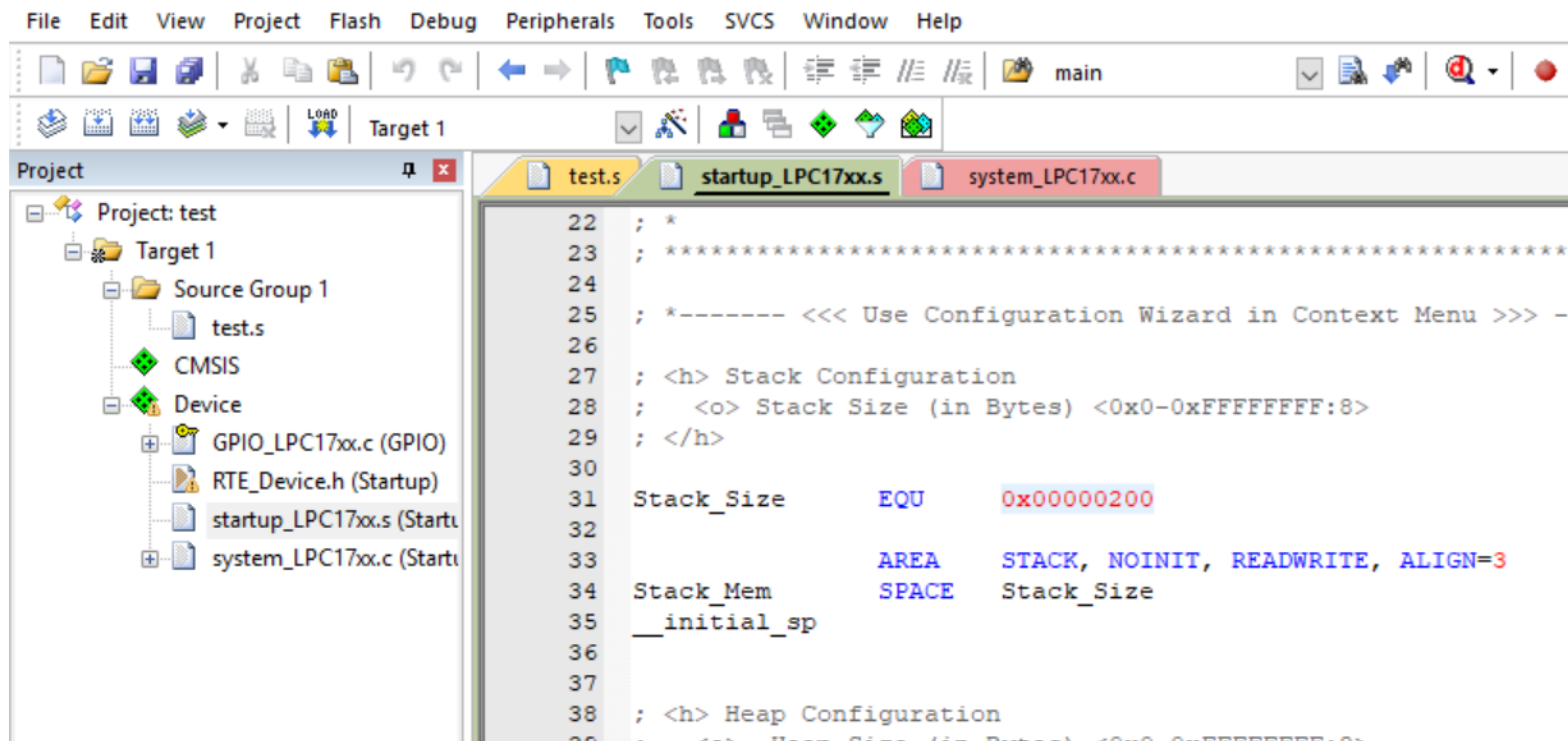 File Edit View Project Flash Debug Peripherals Tools SVCS Window Help
main
LOAD Target 1
Project
test.s startup_LPC17xx.s system_LPC17xx.c
Project: test
Target 1
Source Group 1
test.s
CMSIS
Device
GPIO_LPC17xx.c (GPIO)
RTE_Device.h (Startup)
startup_LPC17xx.s (Startu
system_LPC17xx.c (Startu
22 ; *
23 ; *************************************************************
24
25 ; *------- <<< Use Configuration Wizard in Context Menu >>> -
26
27 ; <h> Stack Configuration
28 ;   <o> Stack Size (in Bytes) <0x0-0xFFFFFFFF:8>
29 ; </h>
30
31 Stack_Size      EQU     0x00000200
32
33                 AREA    STACK, NOINIT, READWRITE, ALIGN=3
34 Stack_Mem       SPACE   Stack_Size
35 __initial_sp
36
37
38 ; <h> Heap Configuration